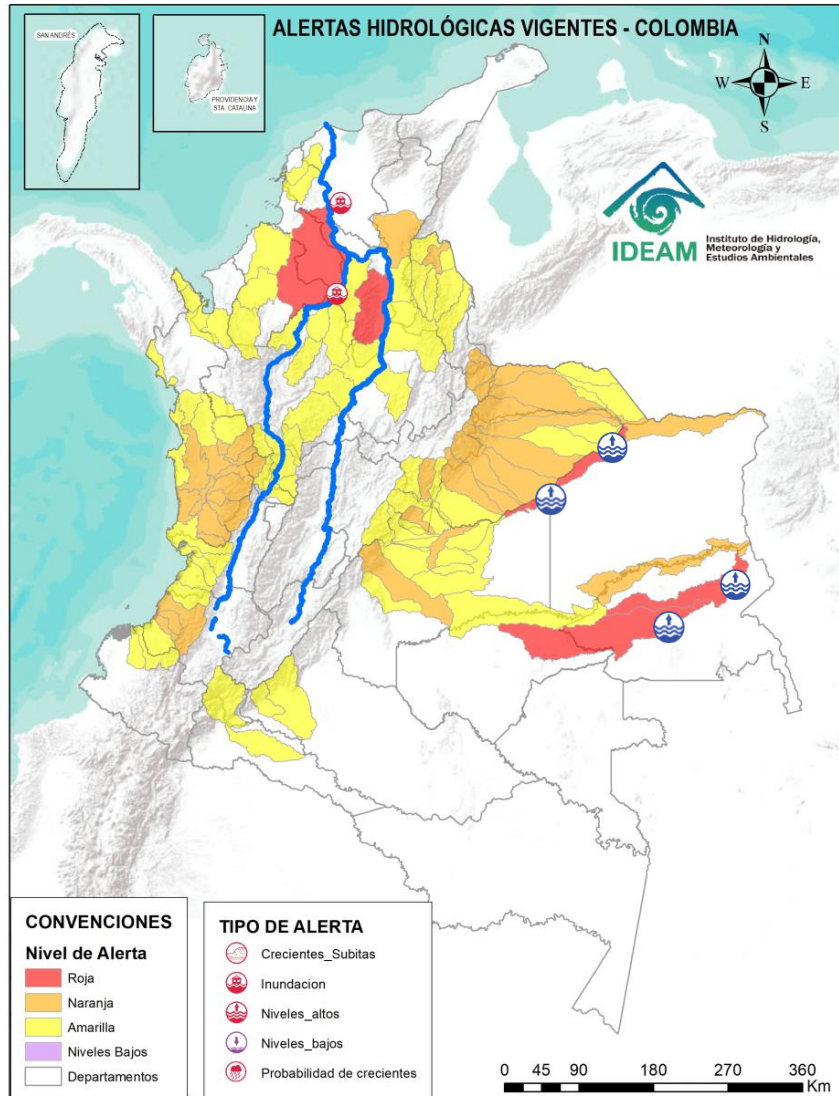 ALERTAS HIDROLÓGICAS VIGENTES - COLOMBIA
SAN ANDRÉS
PROVIDENCIA Y
STA. CATALINA
N
W
E
S
IDEAM
Instituto de Hidrología,
Meteorología y
Estudios Ambientales
CONVENCIONES
Nivel de Alerta
Roja
Naranja
Amarilla
Niveles Bajos
Departamentos
TIPO DE ALERTA
Crecientes_Subitas
Inundacion
Niveles_altos
Niveles_bajos
Probabilidad de crecientes
0 45 90 180 270 360
Km